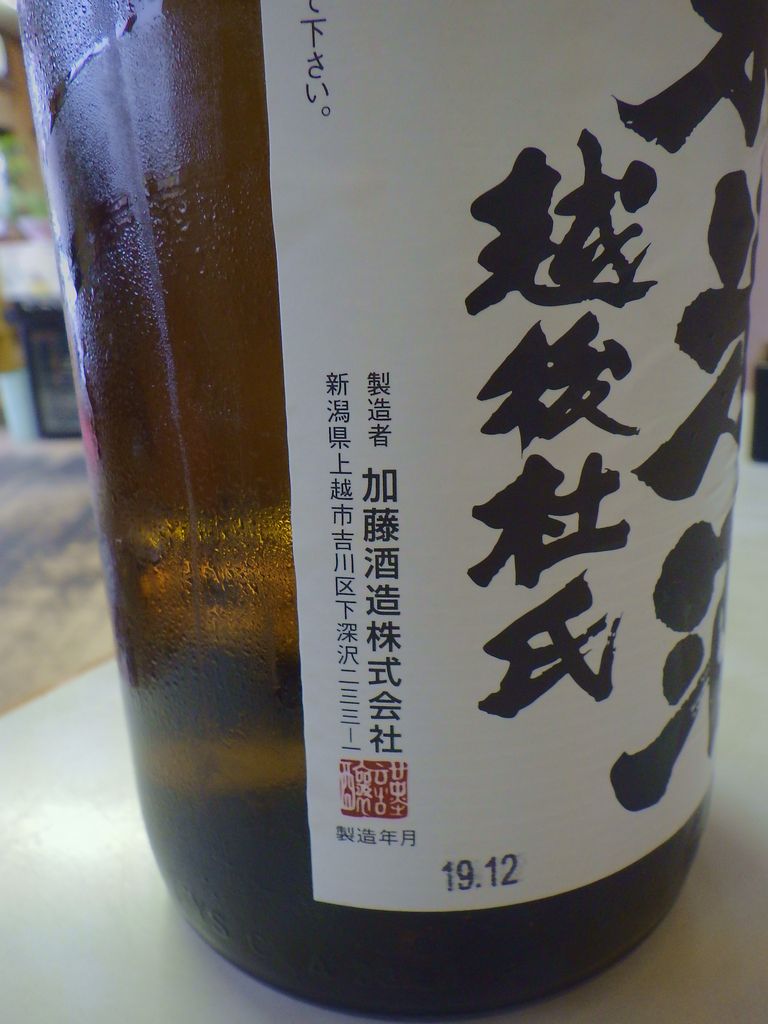 越後杜氏
て下さい。
製造者 加藤酒造株式会社
新潟県上越市吉川区下深沢二三三ー一
製造年月
19.12